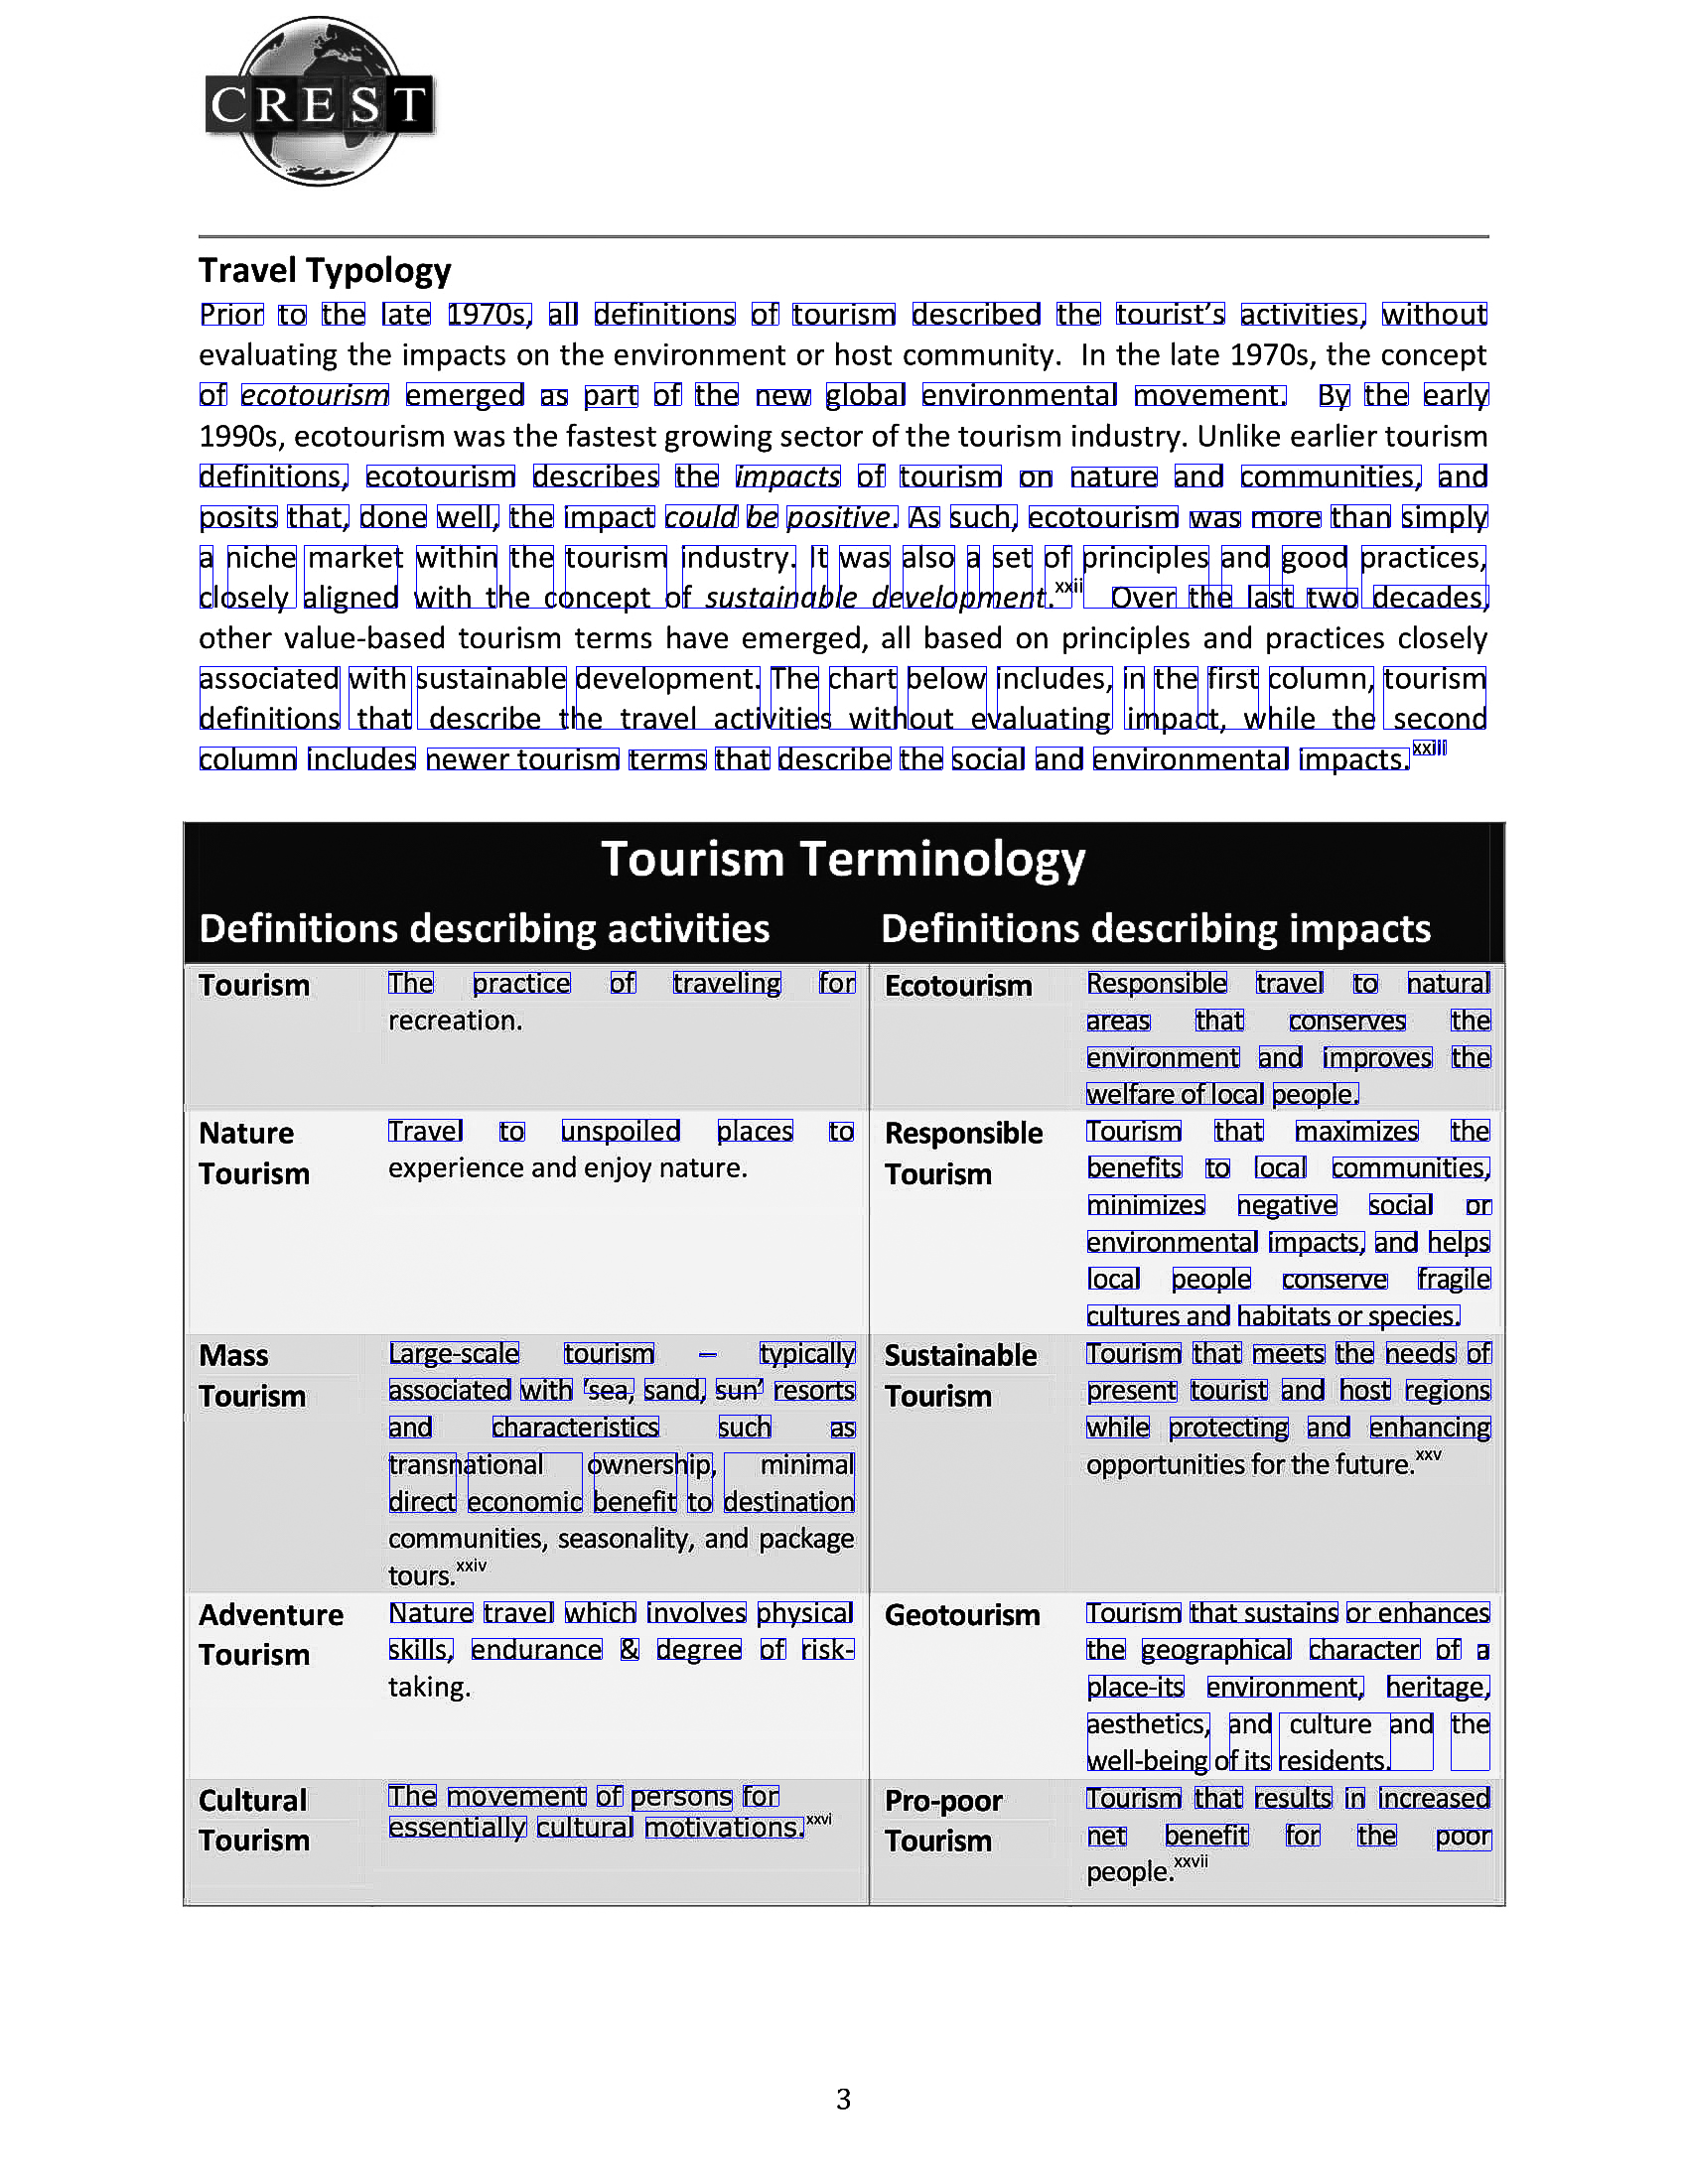 CREST
Travel Typology
Prior to the late 1970s, all definitions of tourism described the tourist’s activities, without
evaluating the impacts on the environment or host community.  In the late 1970s, the concept
of ecotourism emerged as part of the new global environmental movement.  By the early
1990s, ecotourism was the fastest growing sector of the tourism industry. Unlike earlier tourism
definitions, ecotourism describes the impacts of tourism on nature and communities, and
posits that, done well, the impact could be positive. As such, ecotourism was more than simply
a niche market within the tourism industry. It was also a set of principles and good practices,
closely aligned with the concept of sustainable development.xxii  Over the last two decades,
other value-based tourism terms have emerged, all based on principles and practices closely
associated with sustainable development. The chart below includes, in the first column, tourism
definitions that describe the travel activities without evaluating impact, while the second
column includes newer tourism terms that describe the social and environmental impacts.xxiii
Tourism Terminology
Definitions describing activities
Definitions describing impacts
Tourism
The practice of traveling for
recreation.
Ecotourism
Responsible travel to natural
areas that conserves the
environment and improves the
welfare of local people.
Nature
Tourism
Travel to unspoiled places to
experience and enjoy nature.
Responsible
Tourism
Tourism that maximizes the
benefits to local communities,
minimizes negative social or
environmental impacts, and helps
local people conserve fragile
cultures and habitats or species.
Mass
Tourism
Large-scale tourism – typically
associated with ‘sea, sand, sun’ resorts
and characteristics such as
transnational ownership, minimal
direct economic benefit to destination
communities, seasonality, and package
tours.xxiv
Sustainable
Tourism
Tourism that meets the needs of
present tourist and host regions
while protecting and enhancing
opportunities for the future.xxv
Adventure
Tourism
Nature travel which involves physical
skills, endurance & degree of risk-
taking.
Geotourism
Tourism that sustains or enhances
the geographical character of a
place-its environment, heritage,
aesthetics, and culture and the
well-being of its residents.
Cultural
Tourism
The movement of persons for
essentially cultural motivations.xxvi
Pro-poor
Tourism
Tourism that results in increased
net benefit for the poor
people.xxvii
3